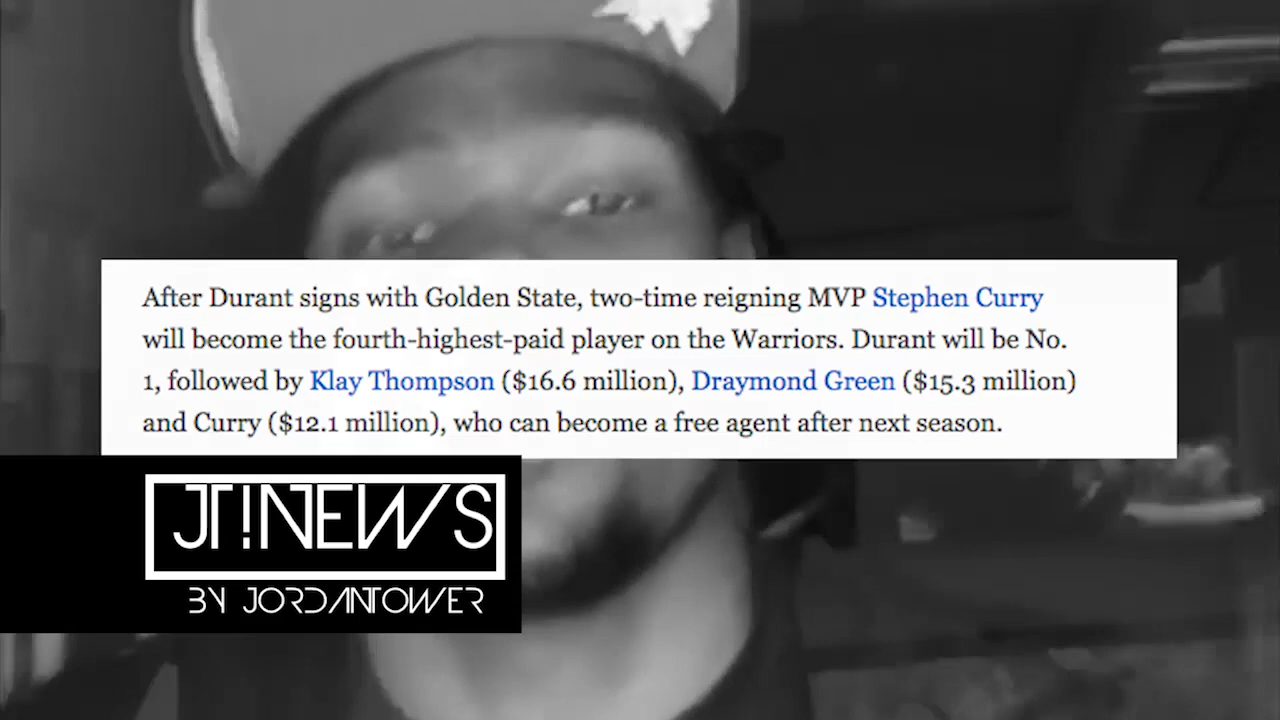 After Durant signs with Golden State, two-time reigning MVP Stephen Curry
will become the fourth-highest-paid player on the Warriors. Durant will be No.
1, followed by Klay Thompson ($16.6 million), Draymond Green ($15.3 million)
and Curry ($12.1 million), who can become a free agent after next season.
JT!NEWS
BY JORDANTOWER